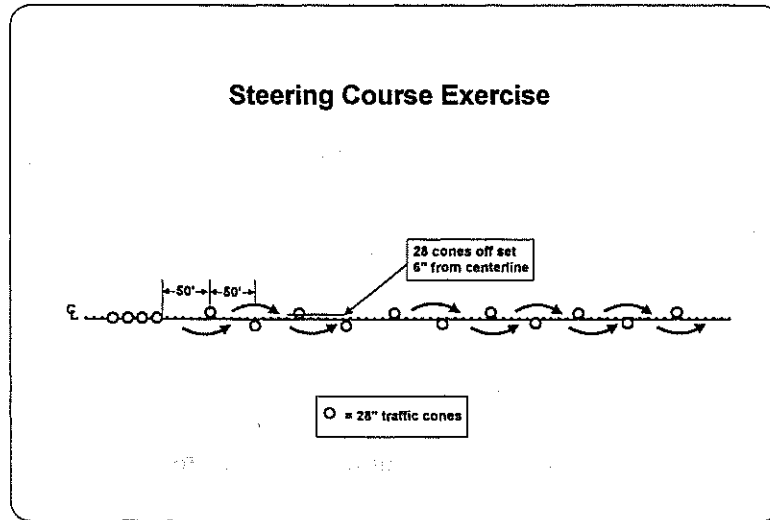 Steering Course Exercise
28 cones off set
6" from centerline
50' 50'
℄
O = 28" traffic cones